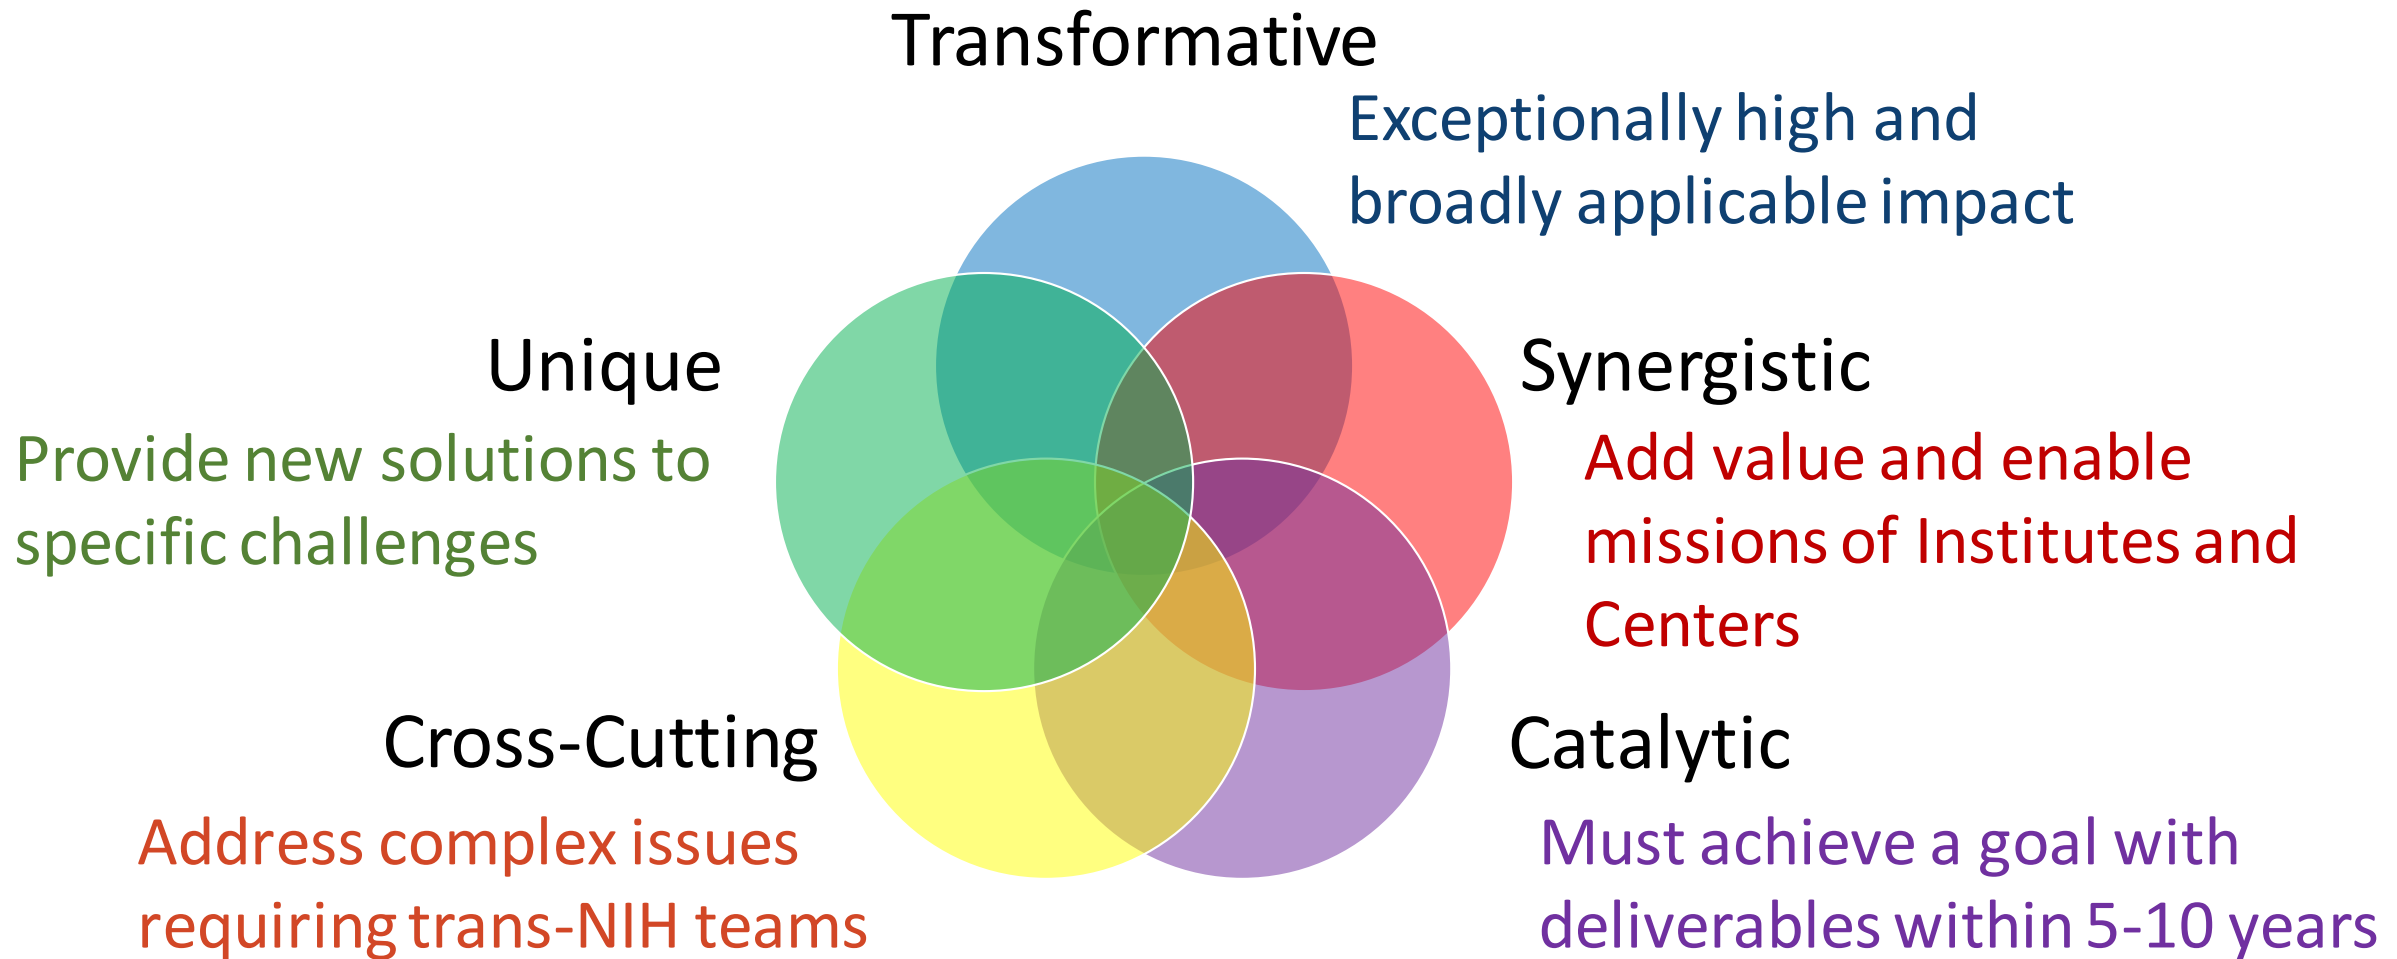 Transformative
Exceptionally high and
broadly applicable impact
Unique
Provide new solutions to
specific challenges
Synergistic
Add value and enable
missions of Institutes and
Centers
Cross-Cutting
Address complex issues
requiring trans-NIH teams
Catalytic
Must achieve a goal with
deliverables within 5-10 years